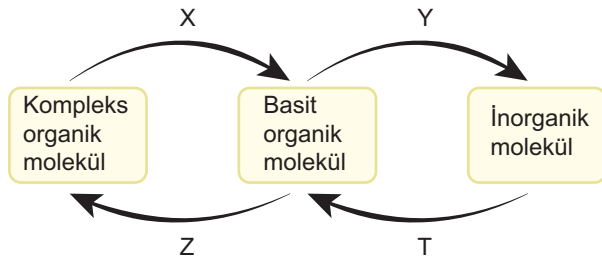 X
Y
Kompleks
organik
molekül
Basit
organik
molekül
İnorganik
molekül
Z
T